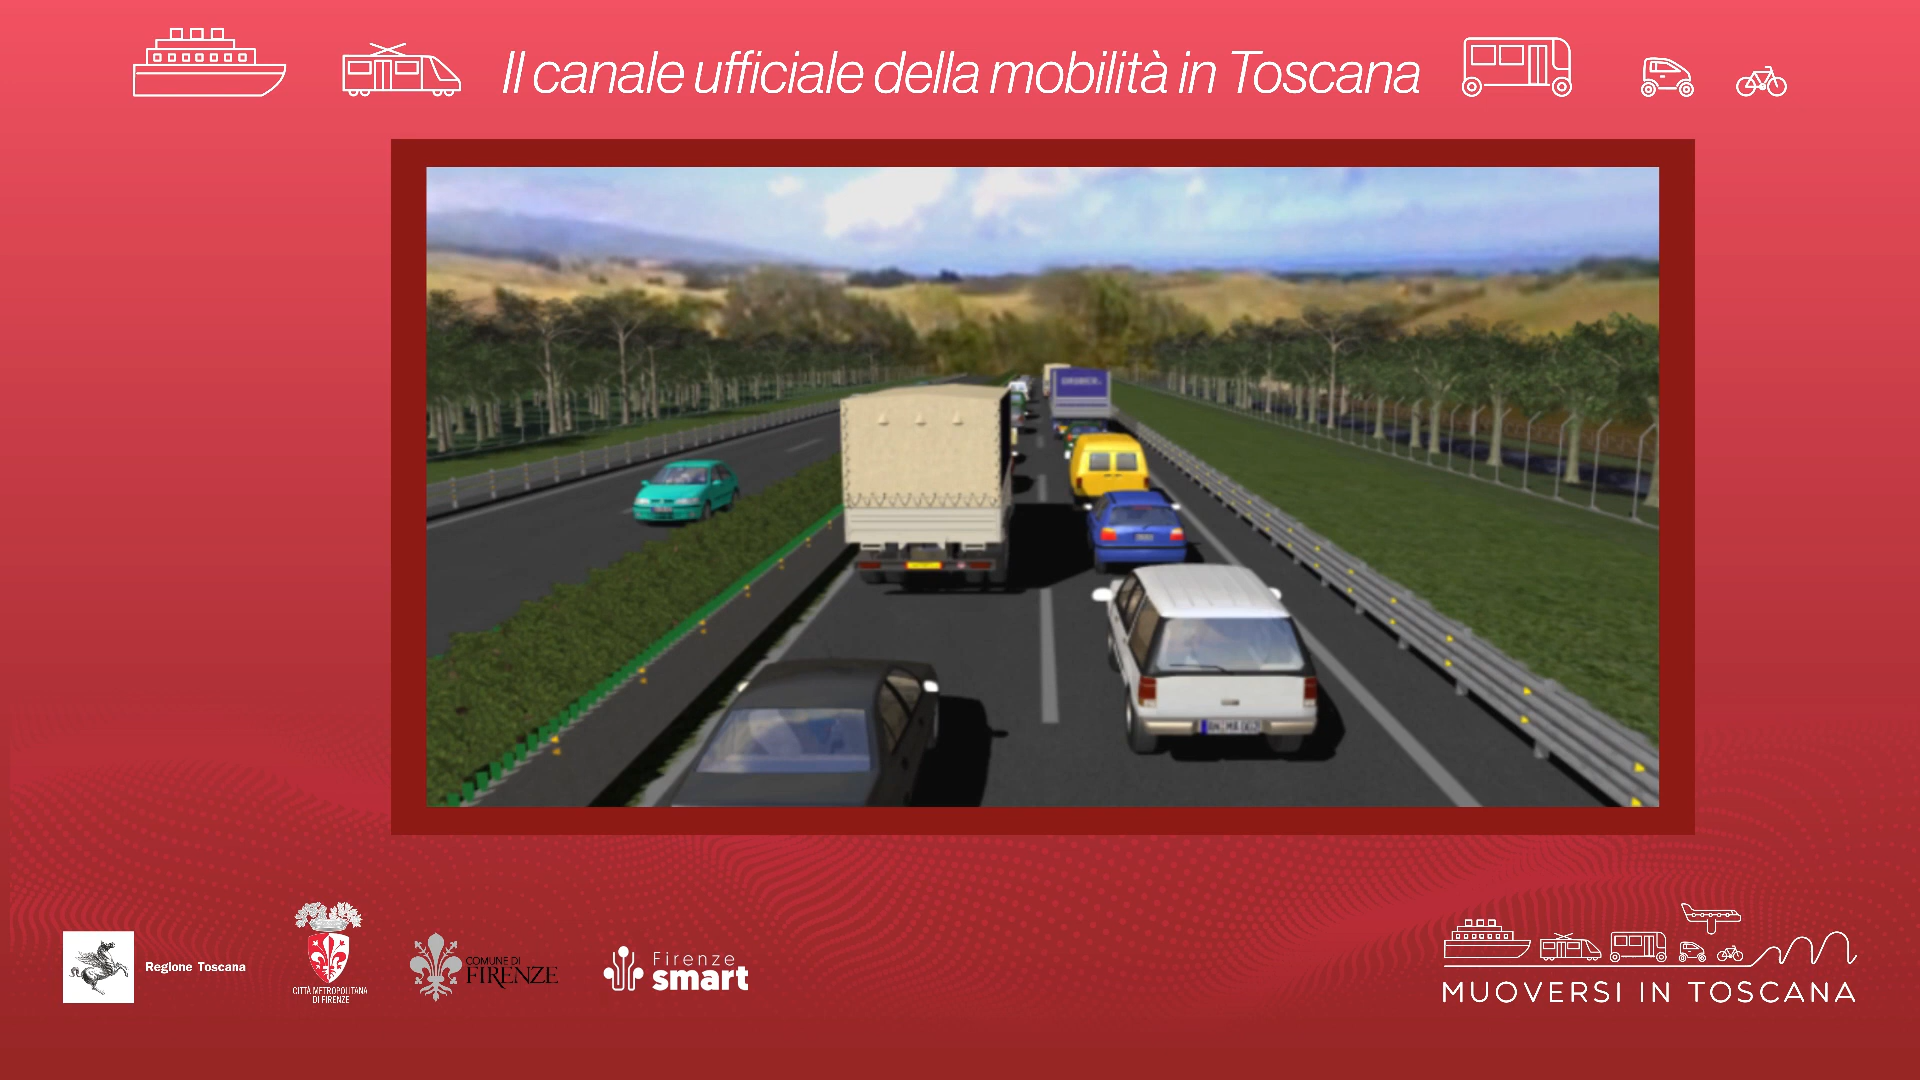 Il canale ufficiale della mobilità in Toscana
Regione Toscana
CITTÀ METROPOLITANA
DI FIRENZE
COMUNE DI
FIRENZE
Firenze
smart
MUOVERSI IN TOSCANA